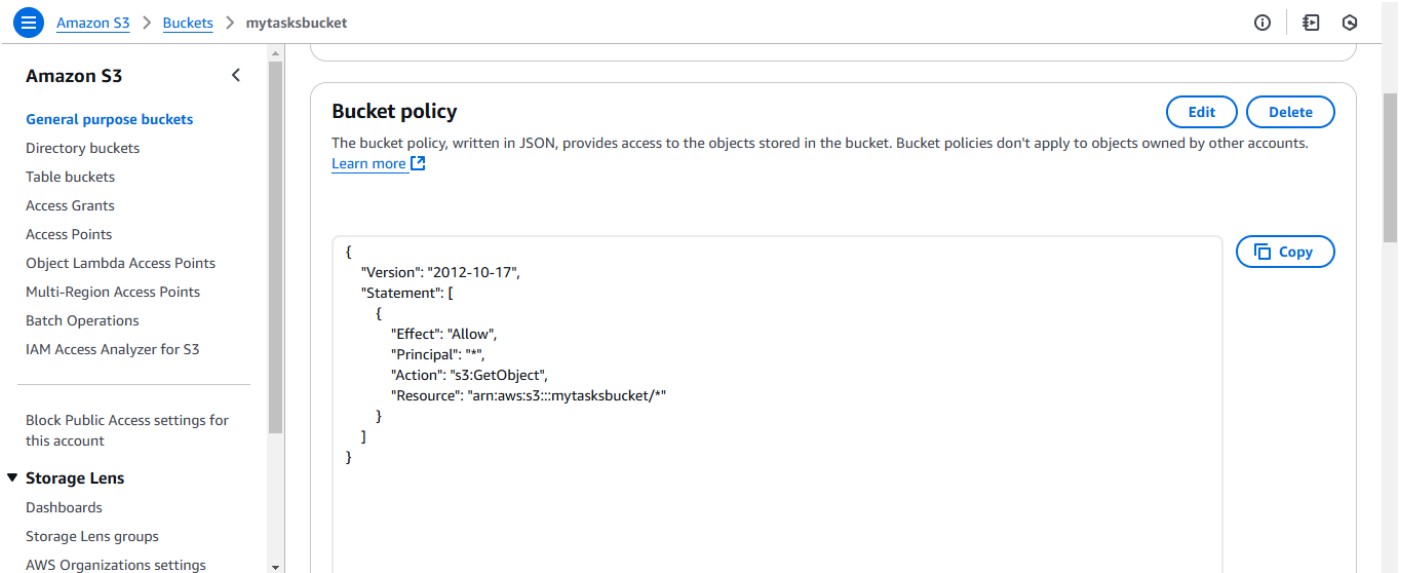 Amazon S3 > Buckets > mytasksbucket
Amazon S3
General purpose buckets
Directory buckets
Table buckets
Access Grants
Access Points
Object Lambda Access Points
Multi-Region Access Points
Batch Operations
IAM Access Analyzer for S3
Block Public Access settings for
this account
Storage Lens
Dashboards
Storage Lens groups
AWS Organizations settings
Bucket policy
Edit
Delete
The bucket policy, written in JSON, provides access to the objects stored in the bucket. Bucket policies don't apply to objects owned by other accounts.
Learn more
Copy
{
"Version": "2012-10-17",
"Statement": [
{
"Effect": "Allow",
"Principal": "*",
"Action": "s3:GetObject",
"Resource": "arn:aws:s3:::mytasksbucket/*"
}
]
}